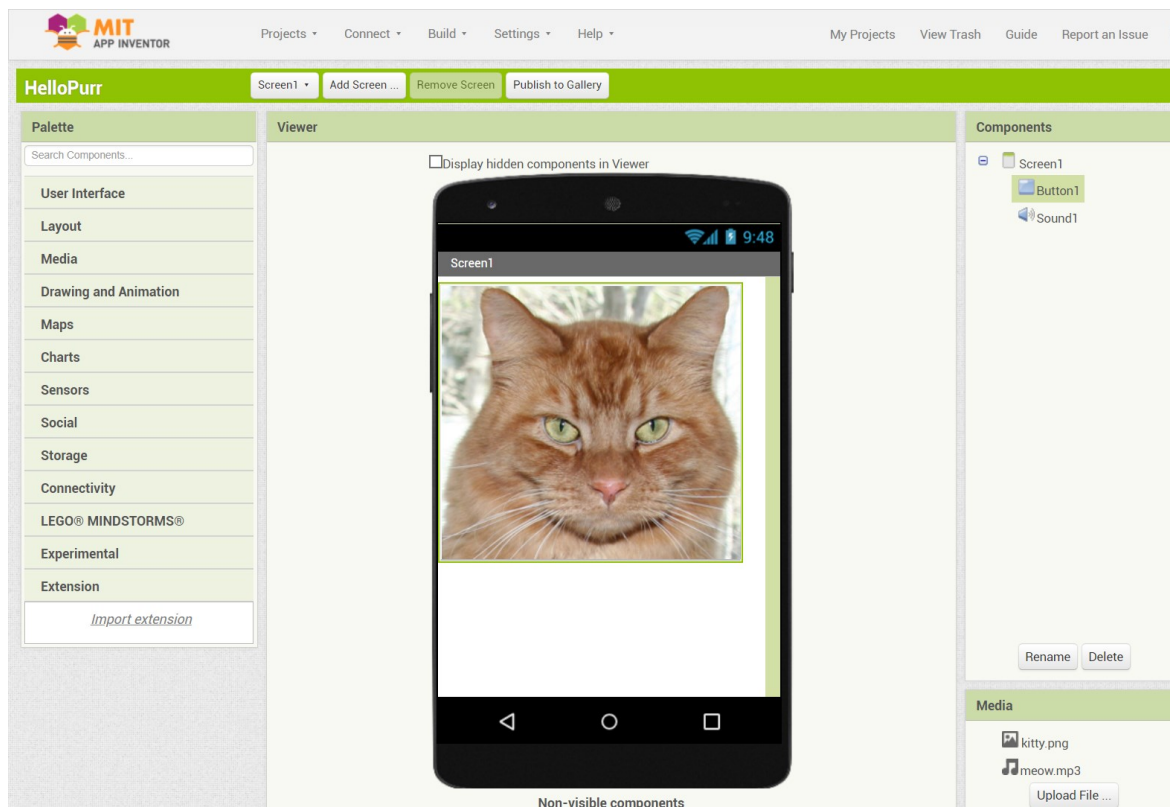 MIT
APP INVENTOR
Projects Connect Build Settings Help My Projects View Trash Guide Report an Issue
HelloPurr Screen1 Add Screen ... Remove Screen Publish to Gallery
Palette
Search Components...
User Interface
Layout
Media
Drawing and Animation
Maps
Charts
Sensors
Social
Storage
Connectivity
LEGO® MINDSTORMS®
Experimental
Extension
Import extension
Viewer
Display hidden components in Viewer
9:48
Screen1
Non-visible components
Components
Screen1
Button1
Sound1
Rename Delete
Media
kitty.png
meow.mp3
Upload File ...